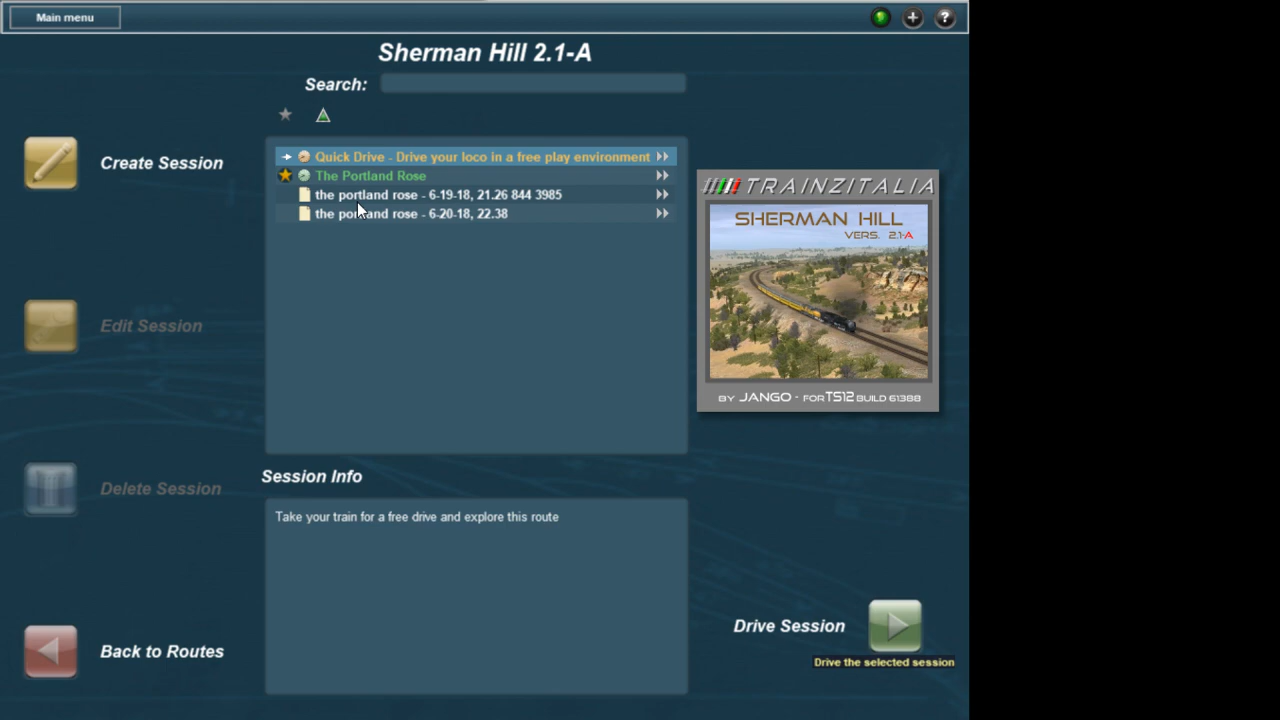 Main menu
?
Sherman Hill 2.1-A
Search:
Create Session
Quick Drive - Drive your loco in a free play environment
The Portland Rose
the portland rose - 6-19-18, 21.26 844 3985
the portland rose - 6-20-18, 22.38
TRAINZITALIA
SHERMAN HILL
VERS. 2.1-A
BY JANGO - FOR TS12 BUILD 61388
Edit Session
Session Info
Delete Session
Take your train for a free drive and explore this route
Drive Session
Back to Routes
Drive the selected session